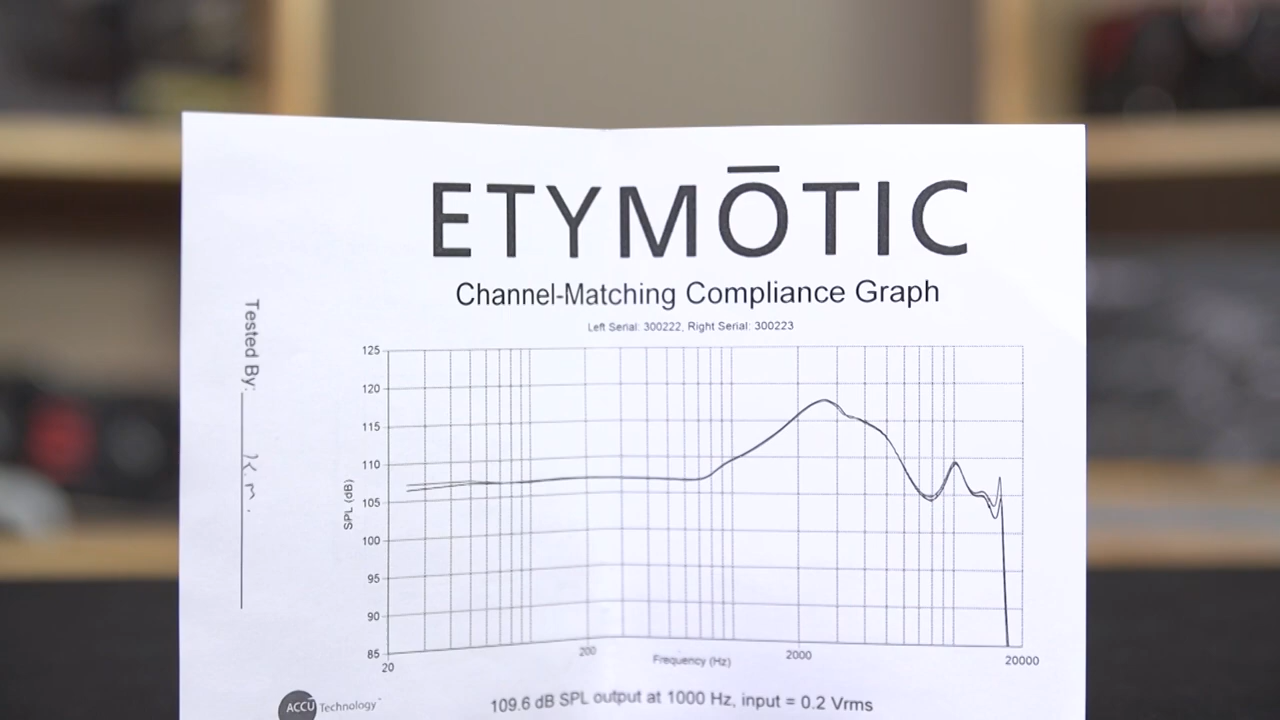 ETYMŌTIC
Channel-Matching Compliance Graph
Left Serial: 300222, Right Serial: 300223
Tested By:
K.m.
SPL (dB)
125
120
115
110
105
100
95
90
85
20
200
2000
20000
Frequency (Hz)
109.6 dB SPL output at 1000 Hz, input = 0.2 Vrms
ACCU Technology